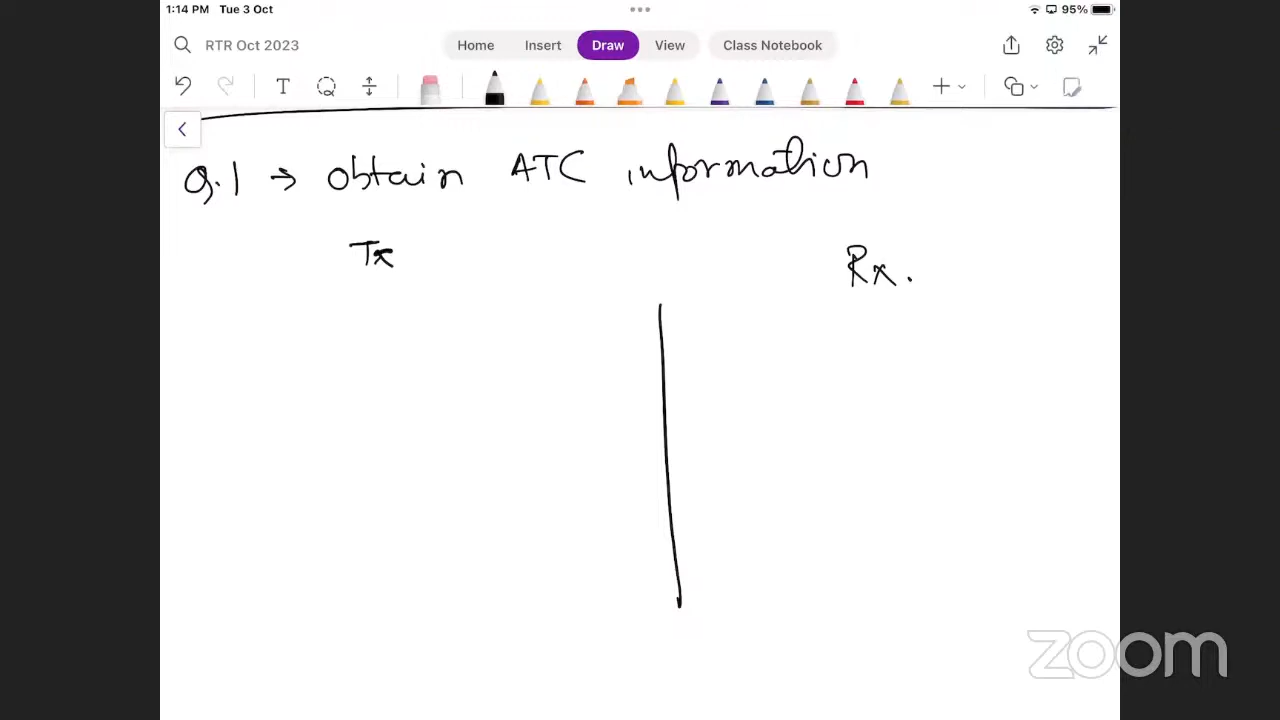 1:14 PM Tue 3 Oct 95%
RTR Oct 2023 Home Insert Draw View Class Notebook
T
Q.1 → Obtain ATC information
Tx Rx.
zoom